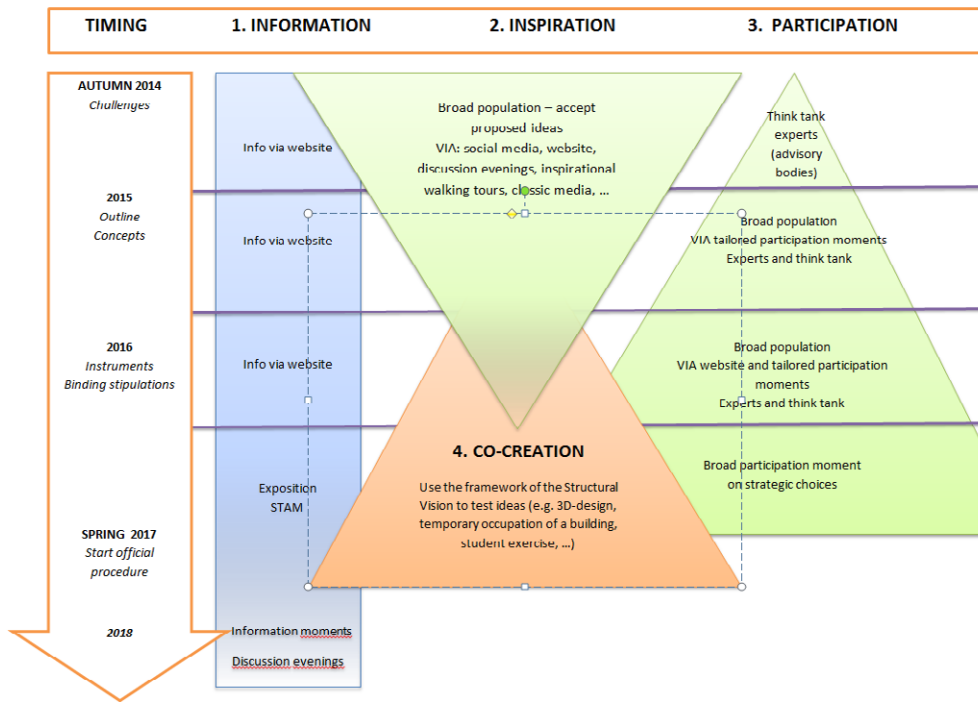 TIMING
1. INFORMATION
2. INSPIRATION
3. PARTICIPATION
AUTUMN 2014
Challenges
2015
Outline
Concepts
2016
Instruments
Binding stipulations
SPRING 2017
Start official
procedure
2018
Info via website
Info via website
Info via website
Exposition
STAM
Information moments
Discussion evenings
Broad population – accept
proposed ideas
VIA: social media, website,
discussion evenings, inspirational
walking tours, classic media, ...
4. CO-CREATION
Use the framework of the Structural
Vision to test ideas (e.g. 3D-design,
temporary occupation of a building,
student exercise, ...)
Think tank
experts
(advisory
bodies)
Broad population
VIA tailored participation moments
Experts and think tank
Broad population
VIA website and tailored participation
moments
Experts and think tank
Broad participation moment
on strategic choices